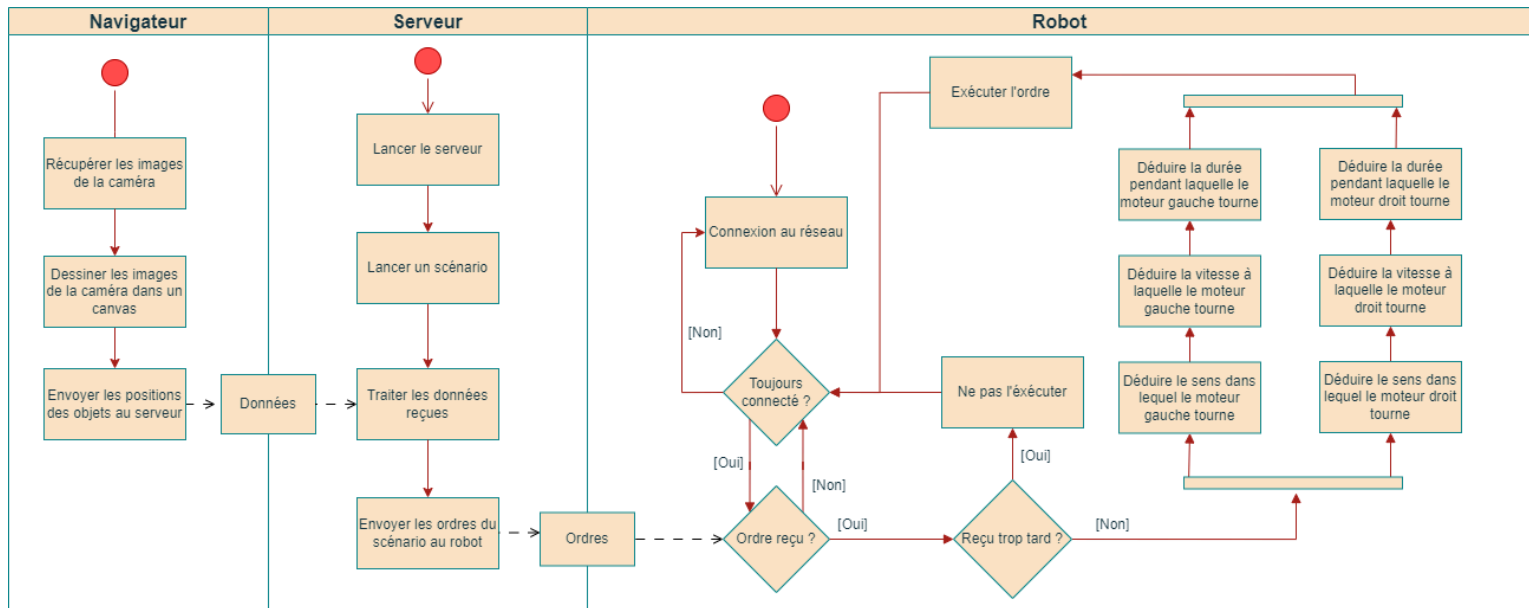 Navigateur
Serveur
Robot
Récupérer les images
de la caméra
Dessiner les images
de la caméra dans un
canvas
Envoyer les positions
des objets au serveur
Données
Lancer le serveur
Lancer un scénario
Traiter les données
reçues
Envoyer les ordres du
scénario au robot
Ordres
Connexion au réseau
[Non]
Toujours
connecté ?
[Oui]
[Non]
Ordre reçu ?
[Oui]
Reçu trop tard ?
[Oui]
Ne pas l'éxécuter
[Non]
Exécuter l'ordre
Déduire la durée
pendant laquelle le
moteur gauche tourne
Déduire la vitesse à
laquelle le moteur
gauche tourne
Déduire le sens dans
lequel le moteur
gauche tourne
Déduire la durée
pendant laquelle le
moteur droit tourne
Déduire la vitesse à
laquelle le moteur
droit tourne
Déduire le sens dans
lequel le moteur droit
tourne